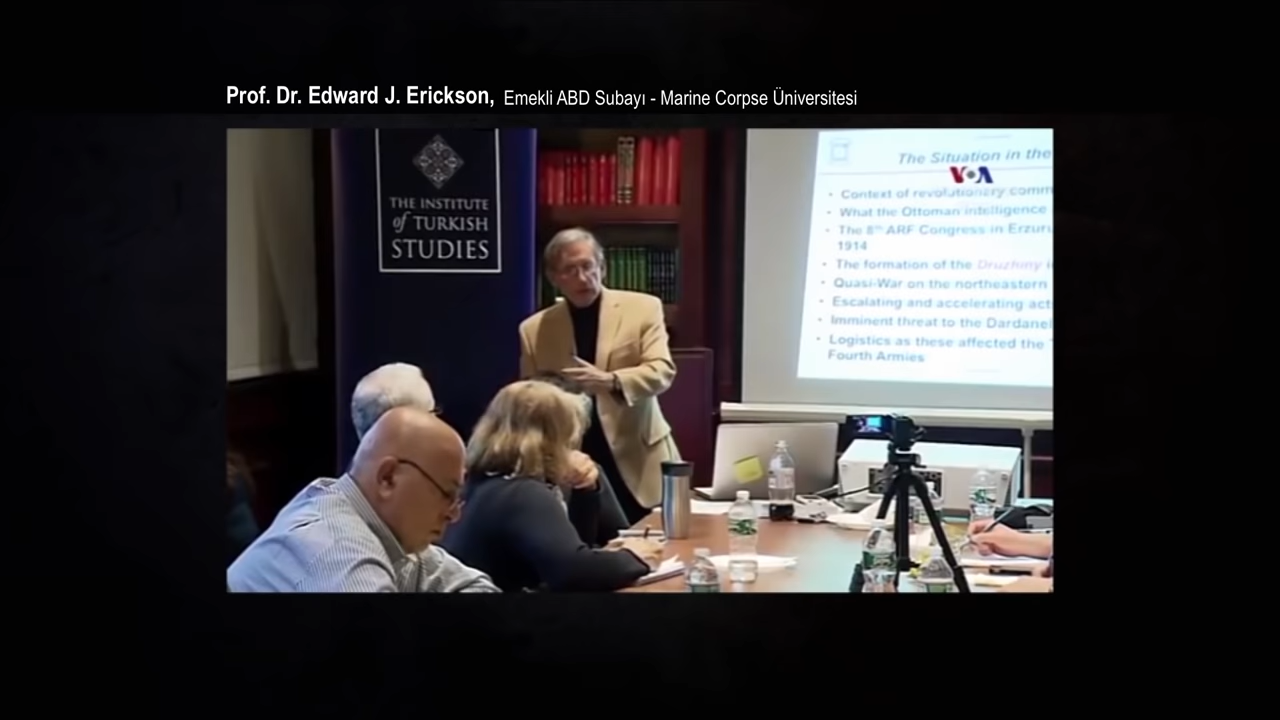 Prof. Dr. Edward J. Erickson, Emekli ABD Subayı - Marine Corpse Üniversitesi
THE INSTITUTE
of TURKISH
STUDIES
The Situation in the
VOA
• Context of revolutionary comm
• What the Ottoman intelligence
• The 8th ARF Congress in Erzuru
1914
• The formation of the Druzhiny
• Quasi-War on the northeastern
• Escalating and accelerating act
• Imminent threat to the Dardanel
• Logistics as these affected the
Fourth Armies